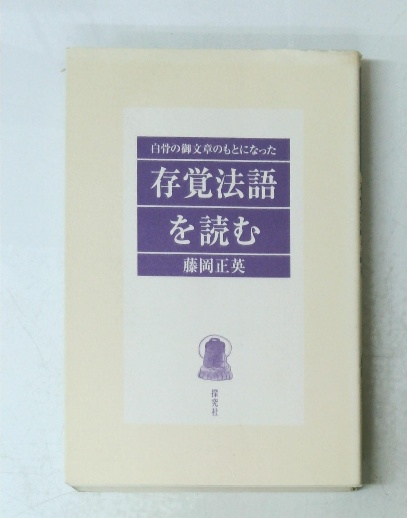 白骨の御文章のもとになった
存覚法語
を読む
藤岡正英
探究社